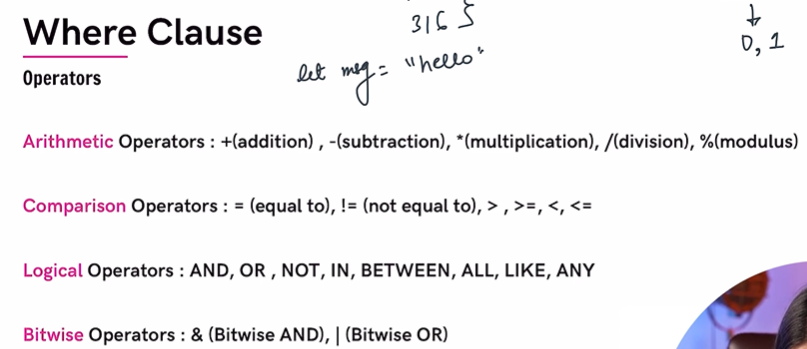 Where Clause
3165
0, 1
Operators
let msg = "hello"
Arithmetic Operators : +(addition) , -(subtraction), *(multiplication), /(division), %(modulus)
Comparison Operators : = (equal to), != (not equal to), > , >=, <, <=
Logical Operators : AND, OR , NOT, IN, BETWEEN, ALL, LIKE, ANY
Bitwise Operators : & (Bitwise AND), | (Bitwise OR)